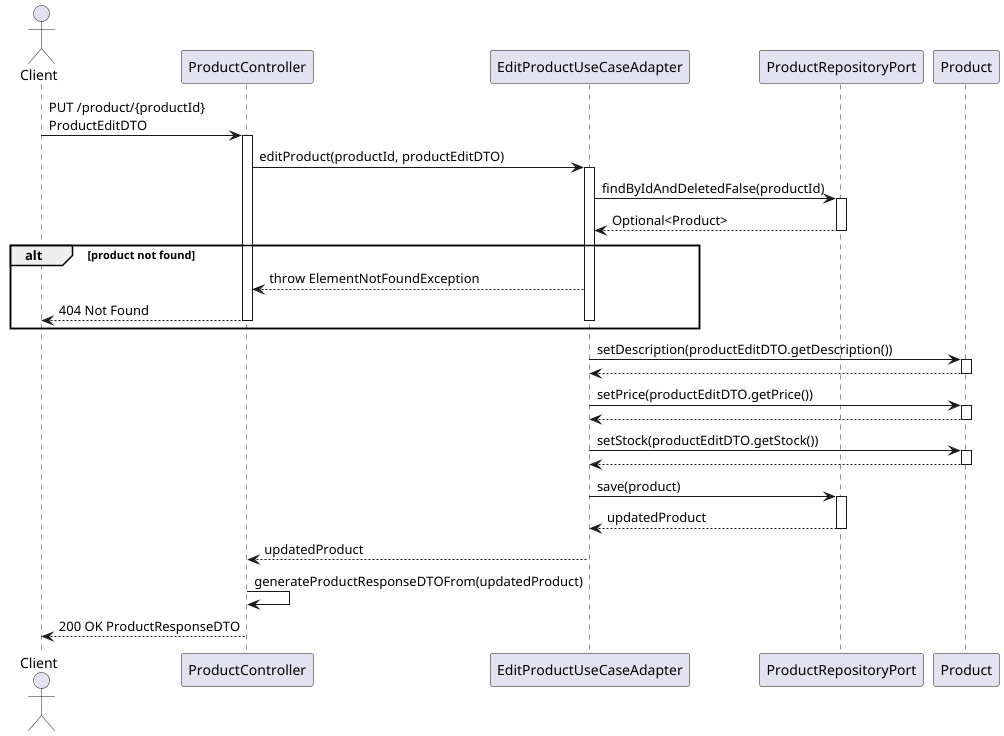 Client
ProductController
EditProductUseCaseAdapter
ProductRepositoryPort
Product
PUT /product/{productId}
ProductEditDTO
editProduct(productId, productEditDTO)
findByIdAndDeletedFalse(productId)
Optional<Product>
alt
[product not found]
throw ElementNotFoundException
404 Not Found
setDescription(productEditDTO.getDescription())
setPrice(productEditDTO.getPrice())
setStock(productEditDTO.getStock())
save(product)
updatedProduct
updatedProduct
generateProductResponseDTOFrom(updatedProduct)
200 OK ProductResponseDTO
Client
ProductController
EditProductUseCaseAdapter
ProductRepositoryPort
Product